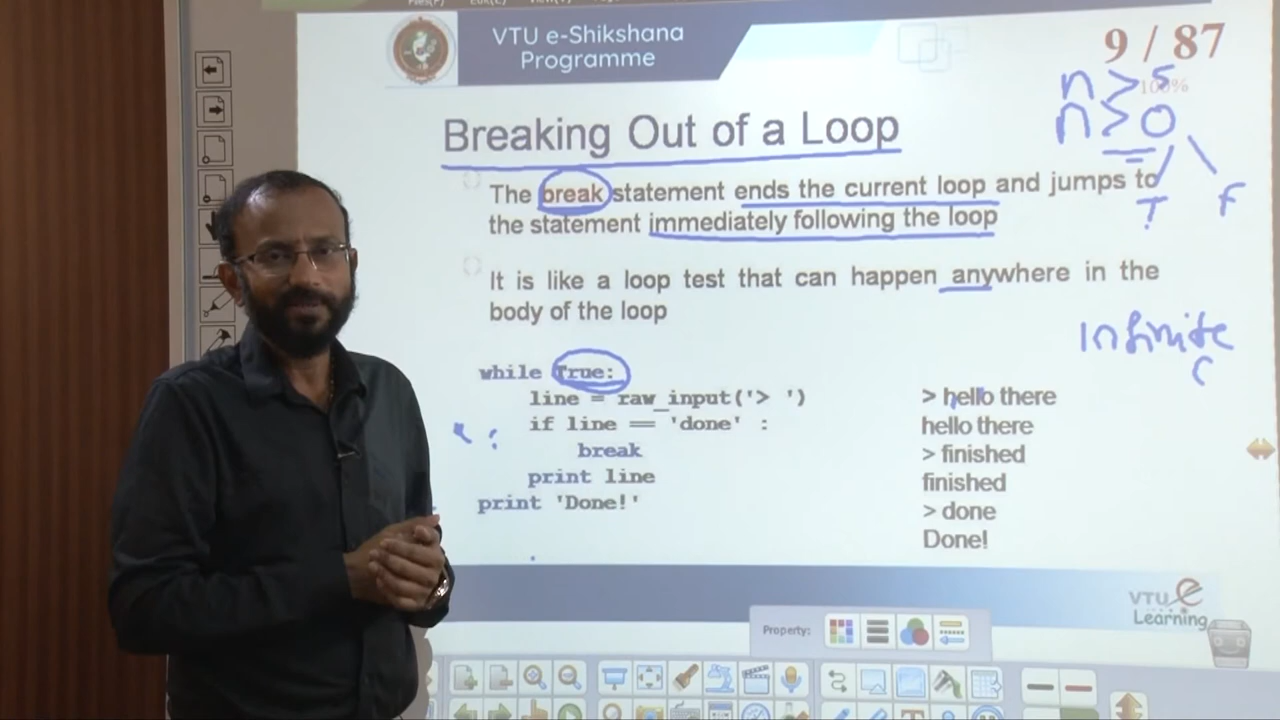 VTU e-Shikshana
Programme
9 / 87
100%
n > 5
n > 0
T F
Breaking Out of a Loop
The break statement ends the current loop and jumps to
the statement immediately following the loop
It is like a loop test that can happen anywhere in the
body of the loop
Infinite
while True:
line = raw_input('> ')
if line == 'done' :
break
print line
print 'Done!'
> hello there
hello there
> finished
finished
> done
Done!
VTU e
Learning
Property: